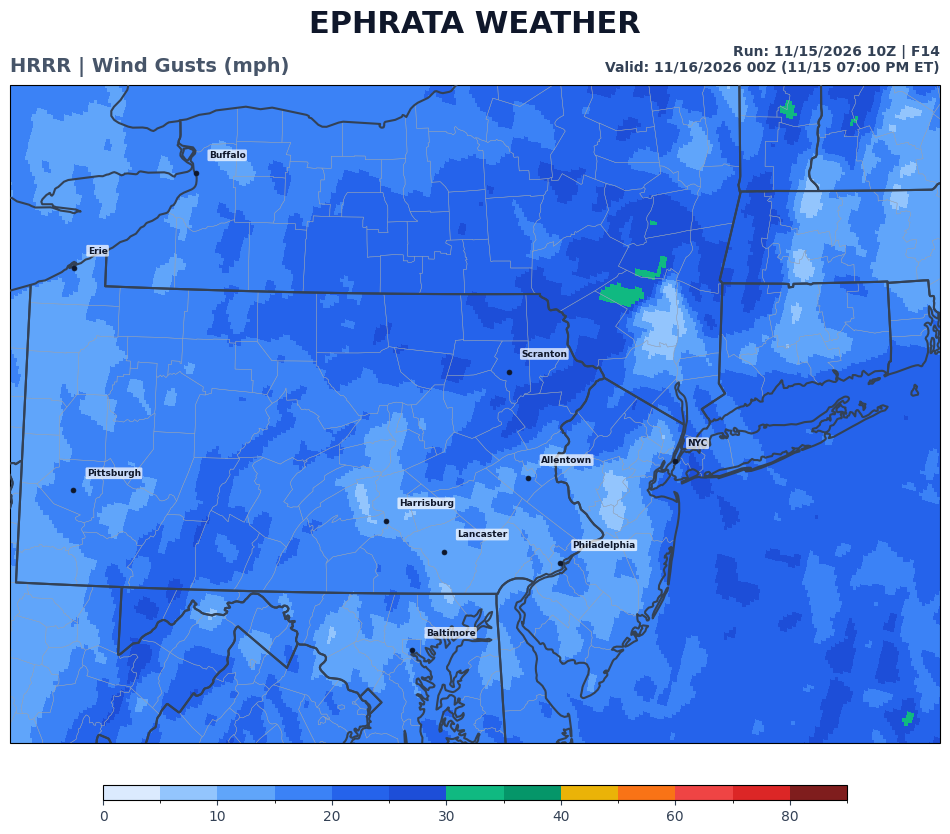 EPHRATA WEATHER
HRRR | Wind Gusts (mph)
Run: 11/15/2026 10Z | F14
Valid: 11/16/2026 00Z (11/15 07:00 PM ET)
Buffalo
Erie
Scranton
NYC
Allentown
Pittsburgh
Harrisburg
Lancaster
Philadelphia
Baltimore
0 10 20 30 40 50 60 70 80